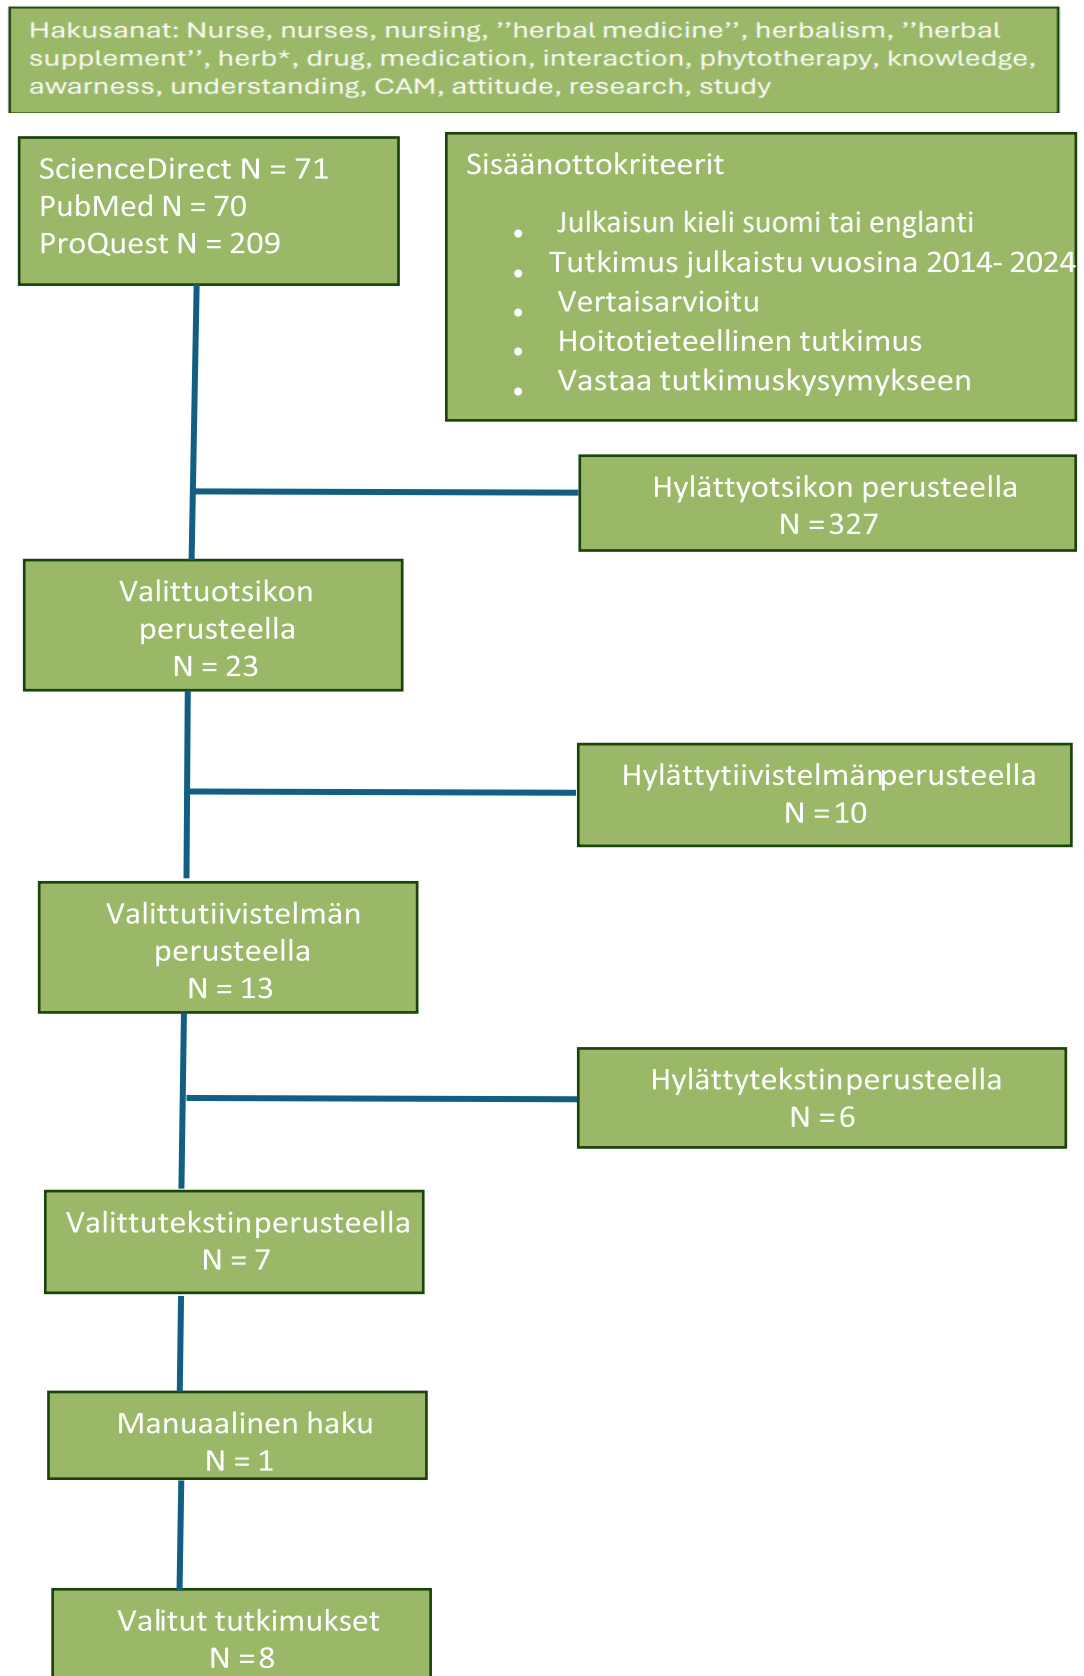 Hakusanat: Nurse, nurses, nursing, ’’herbal medicine’’, herbalism, ’’herbal
supplement’’, herb*, drug, medication, interaction, phytotherapy, knowledge,
awarness, understanding, CAM, attitude, research, study
ScienceDirect N = 71
PubMed N = 70
ProQuest N = 209
Sisäänottokriteerit
• Julkaisun kieli suomi tai englanti
• Tutkimus julkaistu vuosina 2014- 2024
• Vertaisarvioitu
• Hoitotieteellinen tutkimus
• Vastaa tutkimuskysymykseen
Hylättyotsikon perusteella
N = 327
Valittuotsikon
perusteella
N = 23
Hylättytiivistelmänperusteella
N = 10
Valittutiivistelmän
perusteella
N = 13
Hylättytekstinperusteella
N = 6
Valittutekstinperusteella
N = 7
Manuaalinen haku
N = 1
Valitut tutkimukset
N = 8